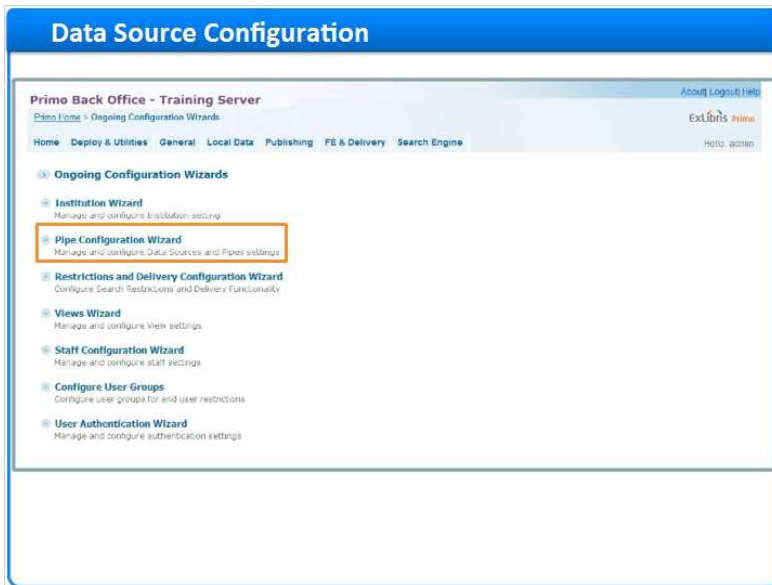 Data Source Configuration
About| Logout| Help
Primo Back Office - Training Server
Primo Home > Ongoing Configuration Wizards
ExLibris Primo
Home Deploy & Utilities General Local Data Publishing FE & Delivery Search Engine
Hello admin
Ongoing Configuration Wizards
Institution Wizard
Manage and configure Institution setting
Pipe Configuration Wizard
Manage and configure Data Sources and Pipes settings
Restrictions and Delivery Configuration Wizard
Configure Search Restrictions and Delivery Functionality
Views Wizard
Manage and configure View settings
Staff Configuration Wizard
Manage and configure staff settings
Configure User Groups
Configure user groups for end user restrictions
User Authentication Wizard
Manage and configure authentication settings